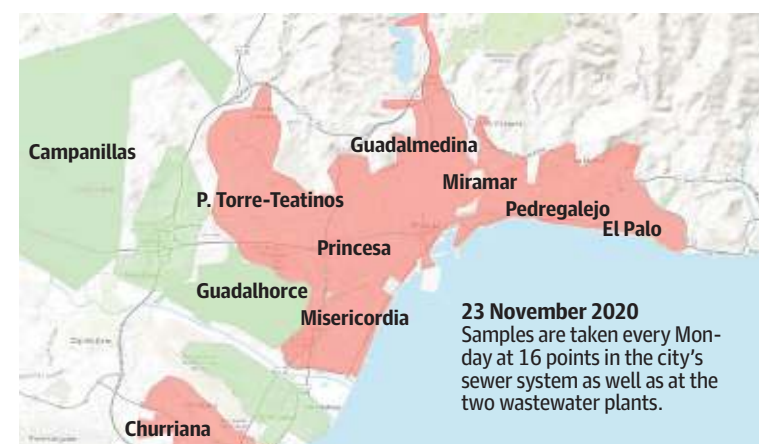 Campanillas
Guadalmedina
Miramar
P. Torre-Teatinos
Pedregalejo
El Palo
Princesa
Guadalhorce
Misericordia
23 November 2020
Samples are taken every Mon-
day at 16 points in the city's
sewer system as well as at the
two wastewater plants.
Churriana